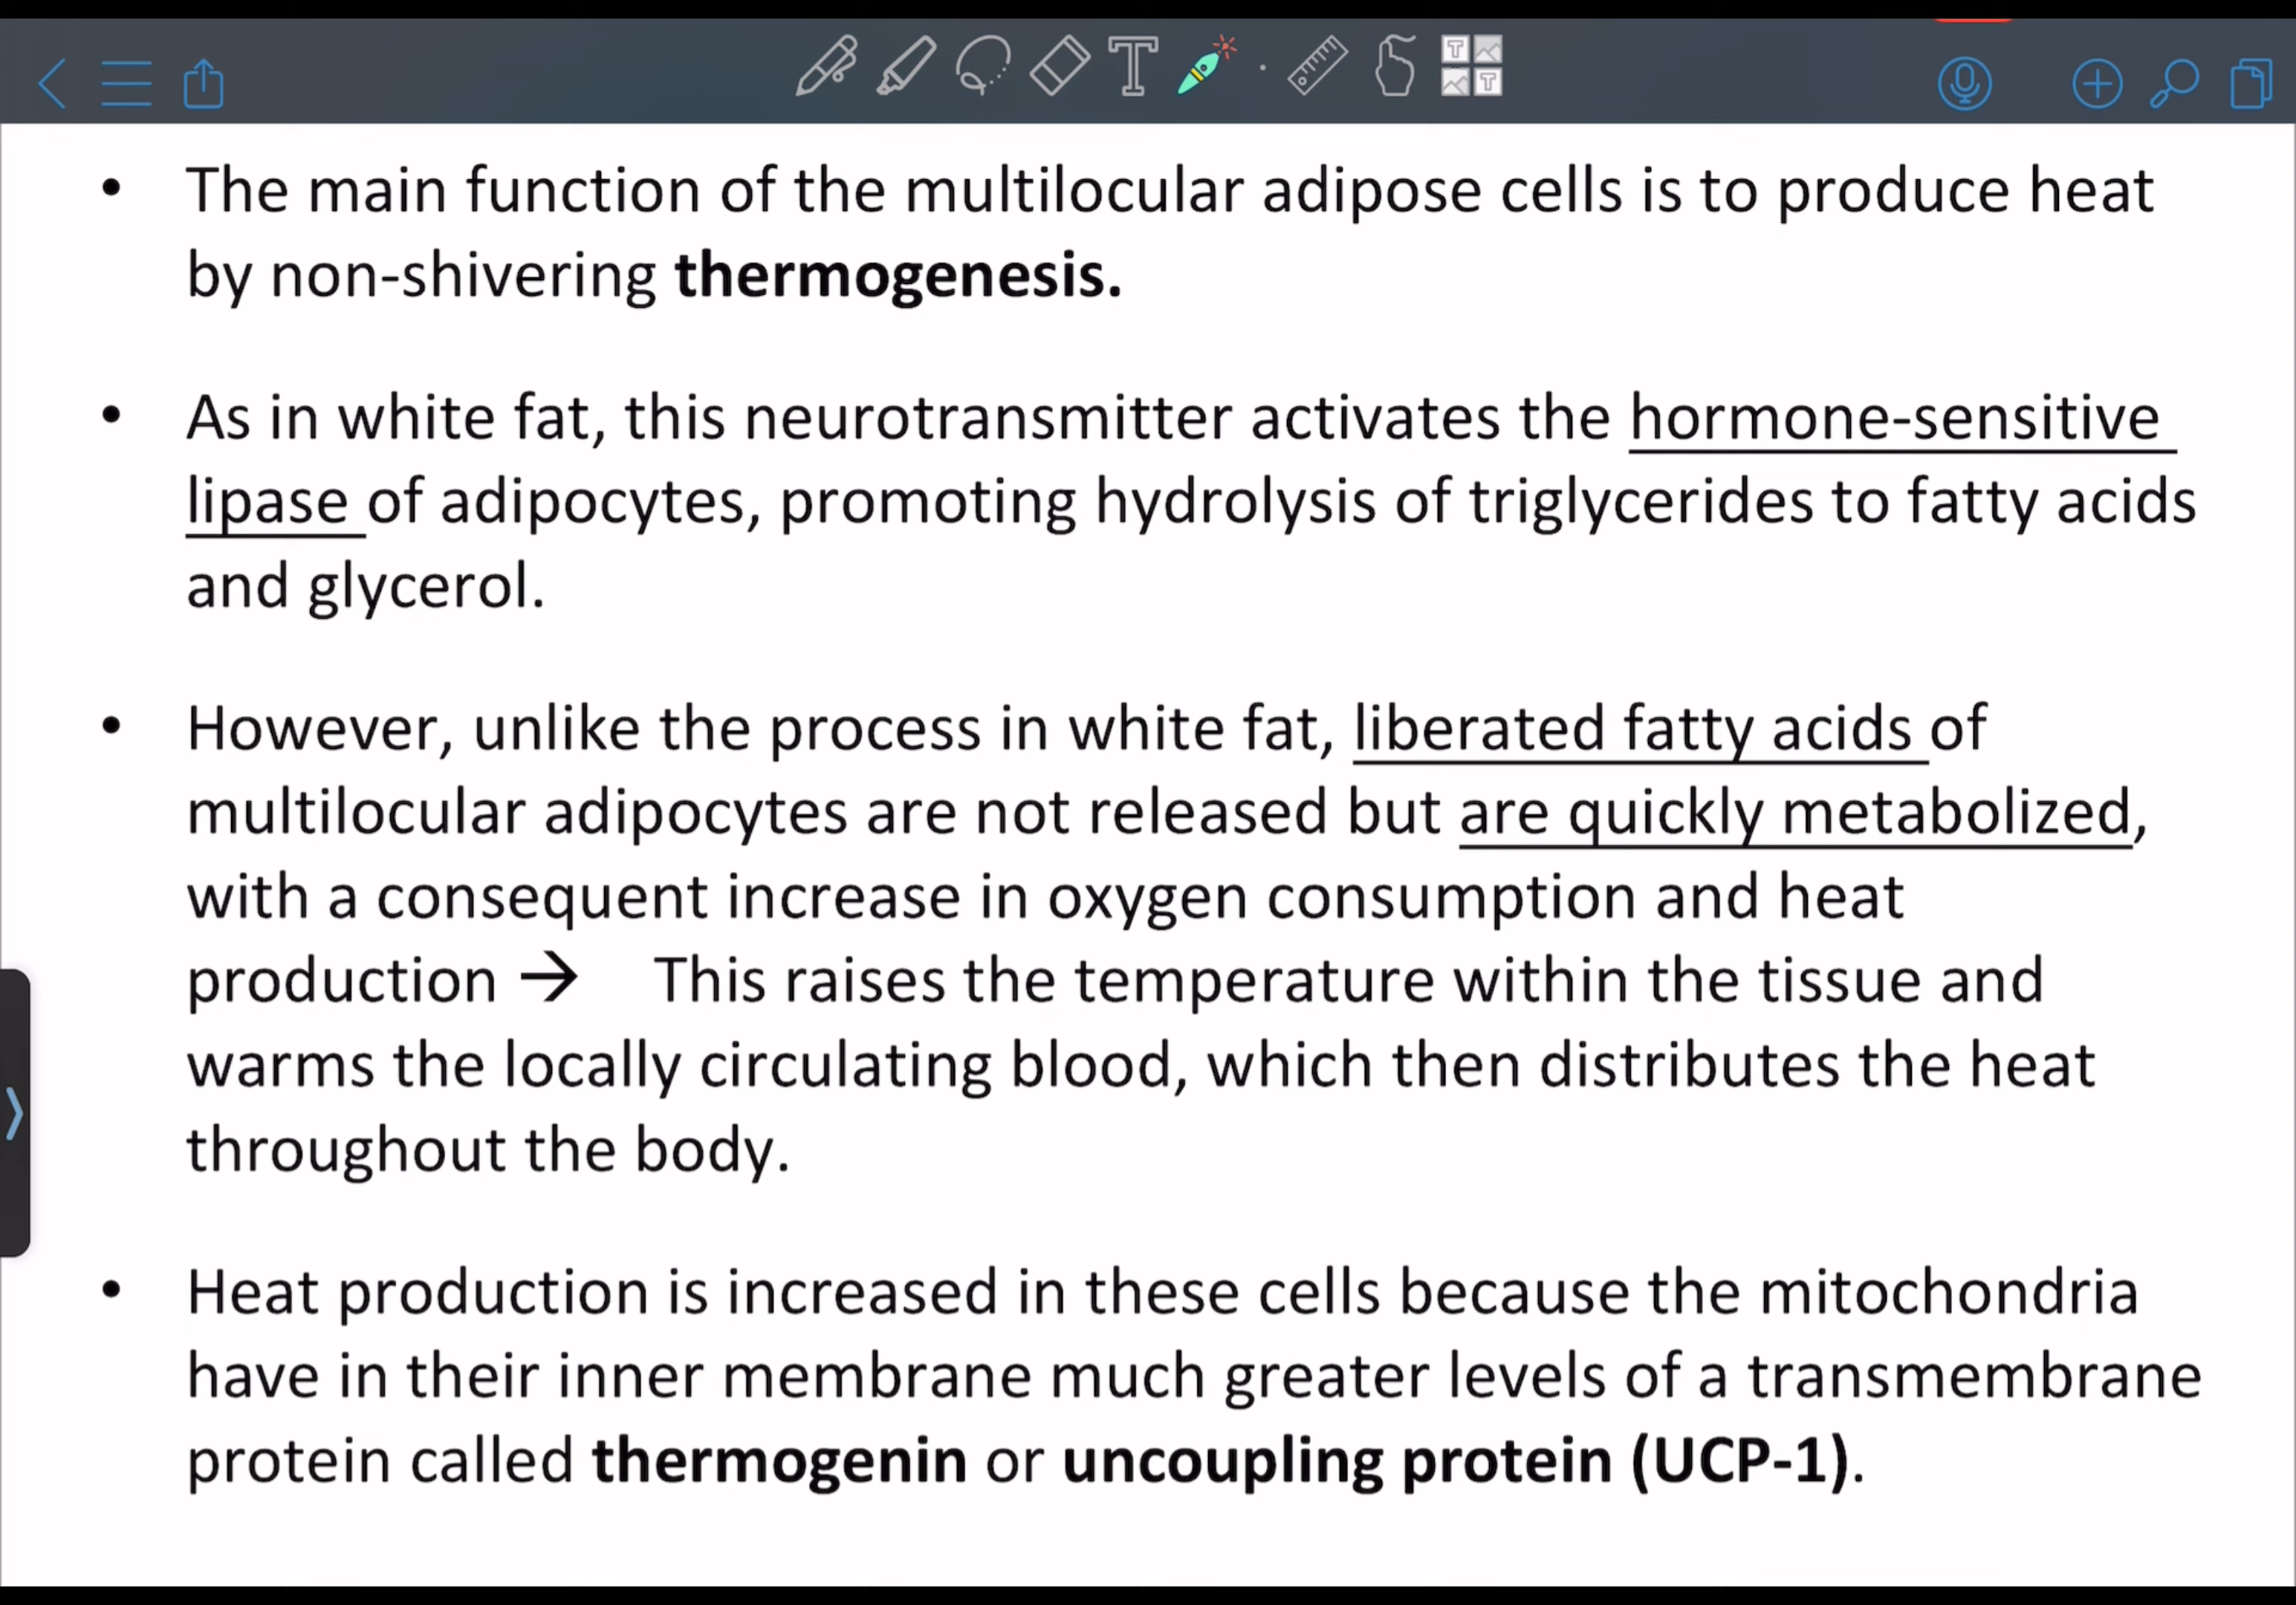 • The main function of the multilocular adipose cells is to produce heat
by non-shivering thermogenesis.
• As in white fat, this neurotransmitter activates the hormone-sensitive
lipase of adipocytes, promoting hydrolysis of triglycerides to fatty acids
and glycerol.
• However, unlike the process in white fat, liberated fatty acids of
multilocular adipocytes are not released but are quickly metabolized,
with a consequent increase in oxygen consumption and heat
production → This raises the temperature within the tissue and
warms the locally circulating blood, which then distributes the heat
throughout the body.
• Heat production is increased in these cells because the mitochondria
have in their inner membrane much greater levels of a transmembrane
protein called thermogenin or uncoupling protein (UCP-1).